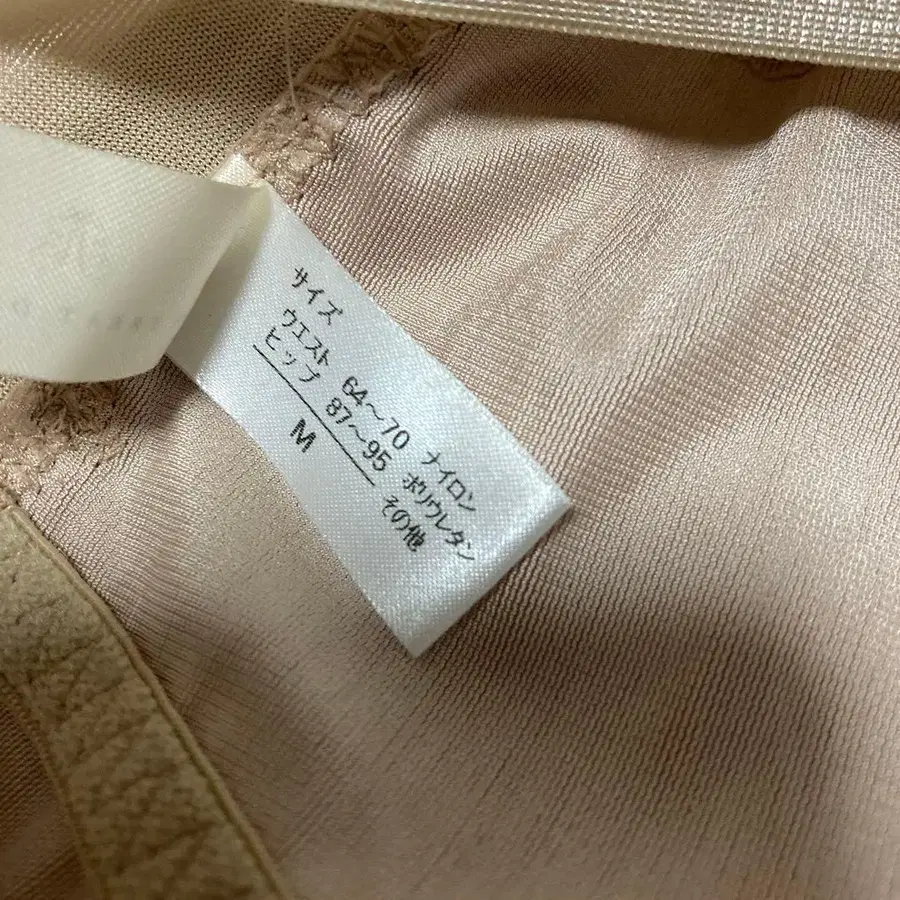 サイズ
ウエスト 64～70
ヒップ 87～95
M
ナイロン
ポリウレタン
その他